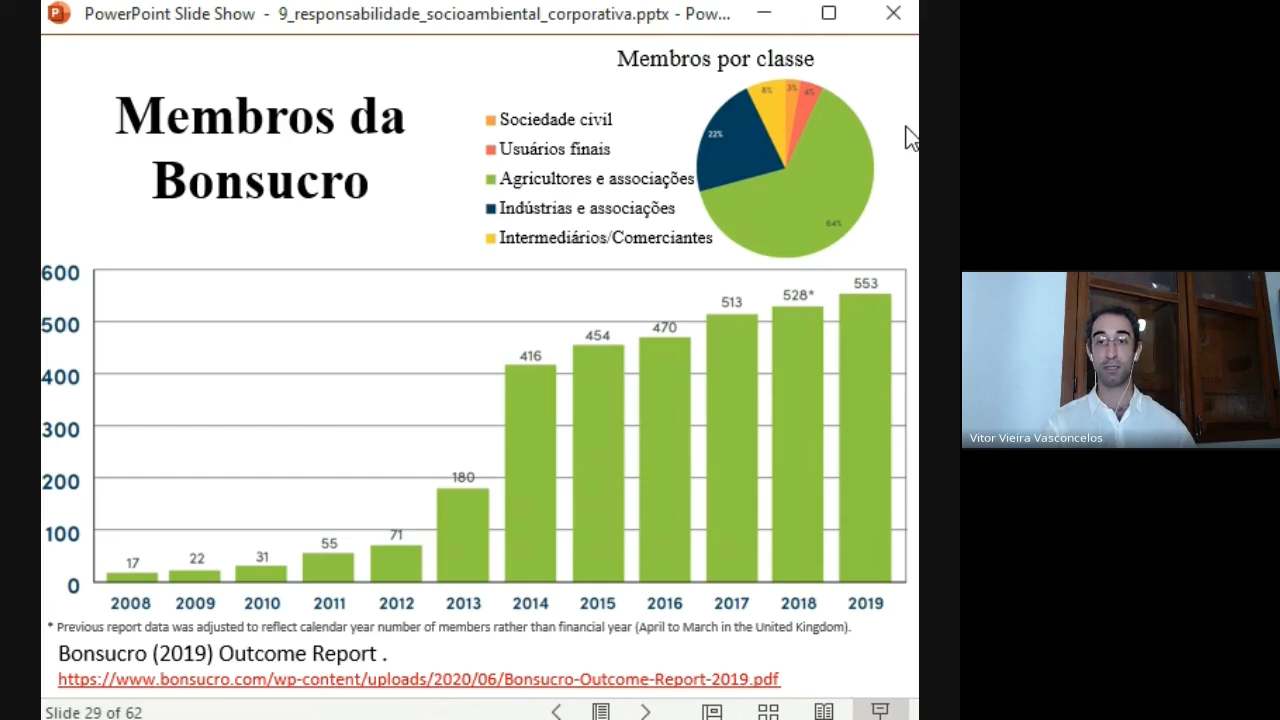 PowerPoint Slide Show - 9_responsabilidade_socioambiental_corporativa.pptx - Pow...
Membros da
Bonsucro
Membros por classe
Sociedade civil
Usuários finais
Agricultores e associações
Indústrias e associações
Intermediários/Comerciantes
8%
3%
4%
22%
64%
600
500
400
300
200
100
0
17
22
31
55
71
180
416
454
470
513
528*
553
2008 2009 2010 2011 2012 2013 2014 2015 2016 2017 2018 2019
* Previous report data was adjusted to reflect calendar year number of members rather than financial year (April to March in the United Kingdom).
Bonsucro (2019) Outcome Report .
https://www.bonsucro.com/wp-content/uploads/2020/06/Bonsucro-Outcome-Report-2019.pdf
Slide 29 of 62
Vitor Vieira Vasconcelos